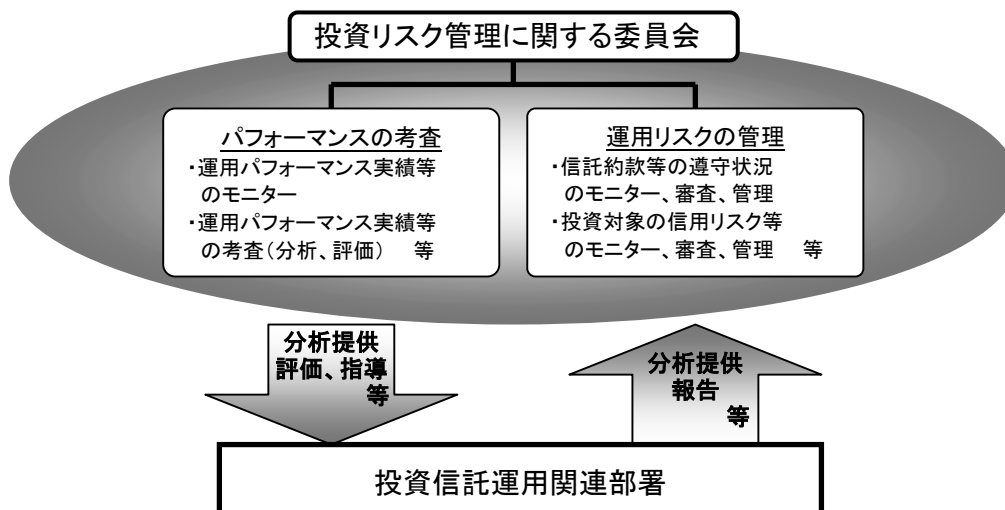 投資リスク管理に関する委員会
パフォーマンスの考査
・運用パフォーマンス実績等
のモニター
・運用パフォーマンス実績等
の考査(分析、評価) 等
運用リスクの管理
・信託約款等の遵守状況
のモニター、審査、管理
・投資対象の信用リスク等
のモニター、審査、管理 等
分析提供
評価、指導
等
分析提供
報告
等
投資信託運用関連部署